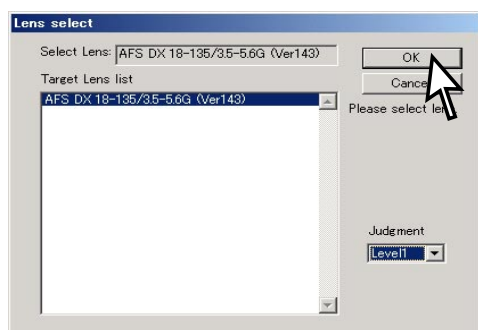 Lens select
Select Lens: AFS DX 18-135/3.5-5.6G (Ver143)
OK
Target Lens list
Cance
AFS DX 18-135/3.5-5.6G (Ver143)
Please select
Judgment
Level1